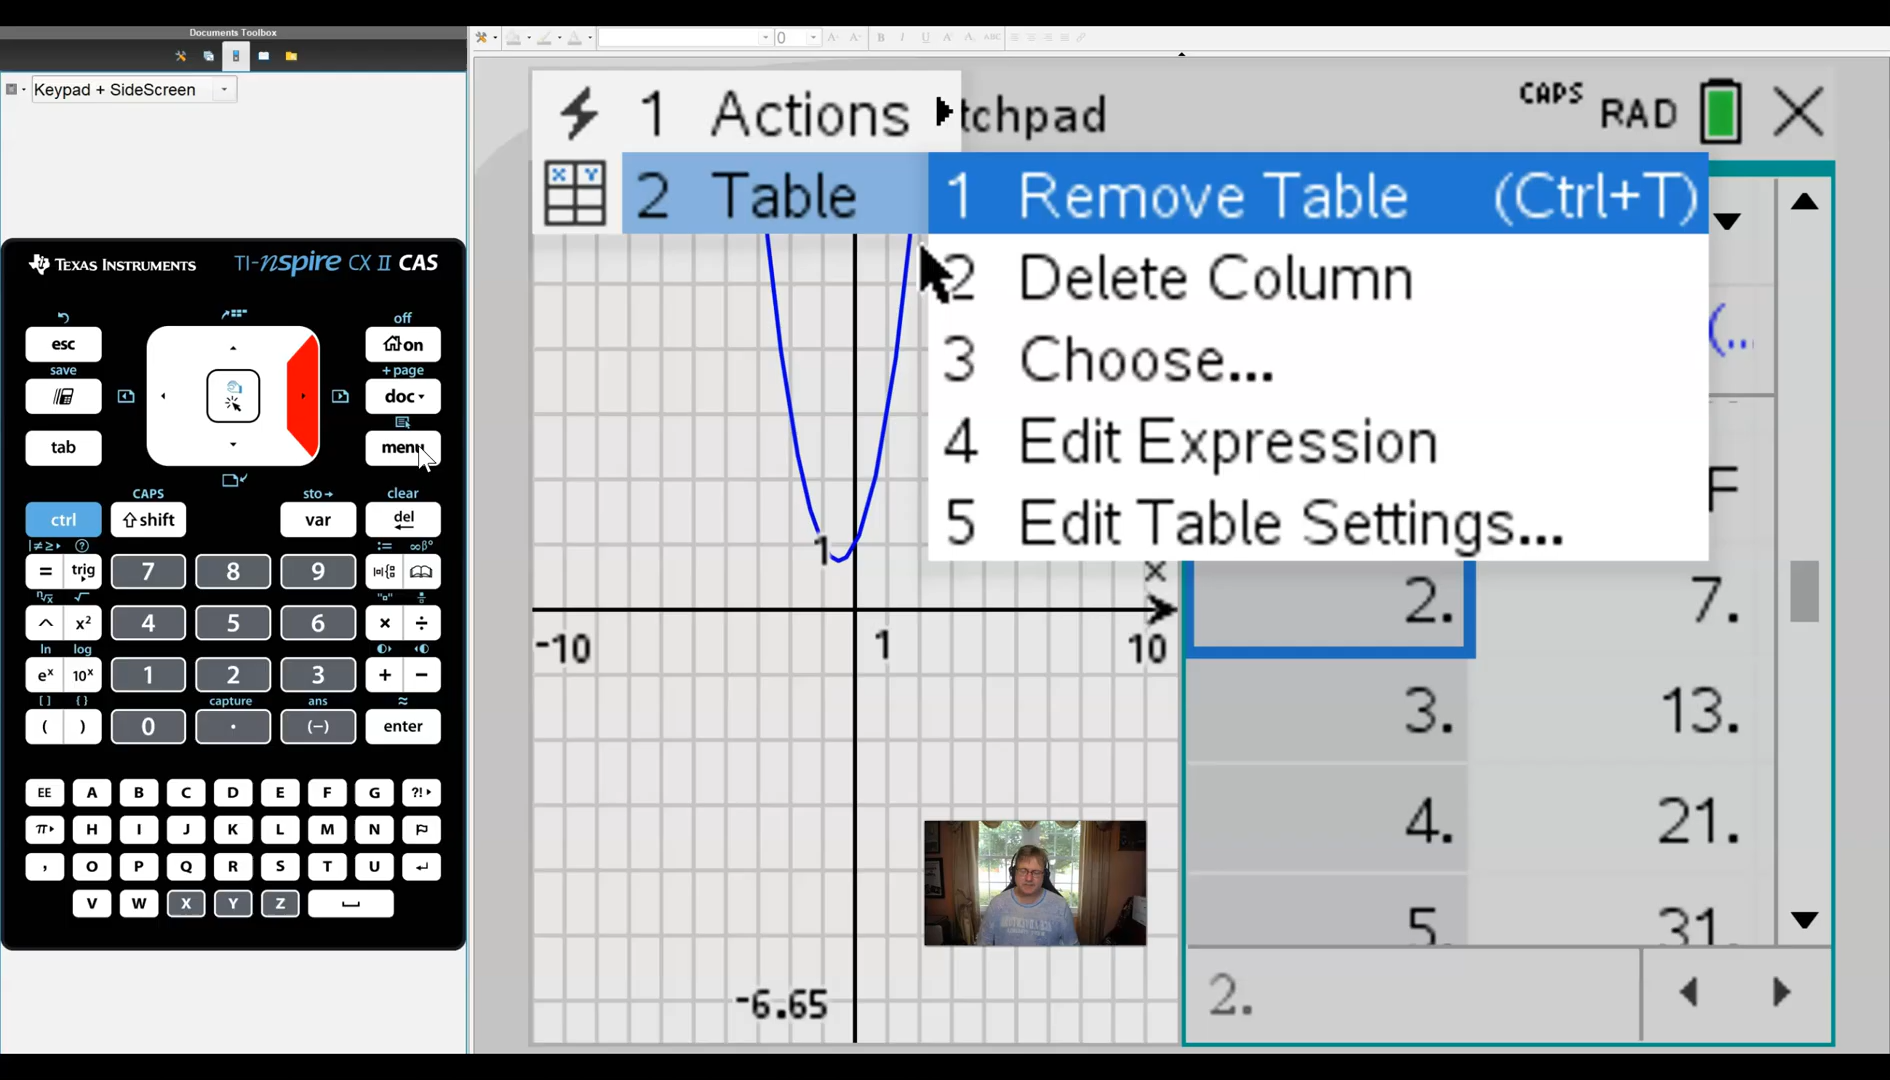 Documents Toolbox
Keypad + SideScreen
0
B I U
1 Actions
tchpad
CAPS RAD
2 Table
1 Remove Table (Ctrl+T)
2 Delete Column
3 Choose...
4 Edit Expression
5 Edit Table Settings...
(...
F
1
x
-10 1 10
-6.65
2. 7.
3. 13.
4. 21.
5. 31.
2.
TEXAS INSTRUMENTS TI-nspire CX II CAS
off
esc on
save + page
doc
tab menu
CAPS sto→ clear
ctrl shift var del
|≠≥▸ ? := ∞β°
= trig 7 8 9
ⁿ√x √ "□" ÷
^ x² 4 5 6 × ÷
ln log
eˣ 10ˣ 1 2 3 + −
[ ] { } capture ans ≈
( ) 0 . (−) enter
EE A B C D E F G ?!▸
π▸ H I J K L M N
, O P Q R S T U
V W X Y Z